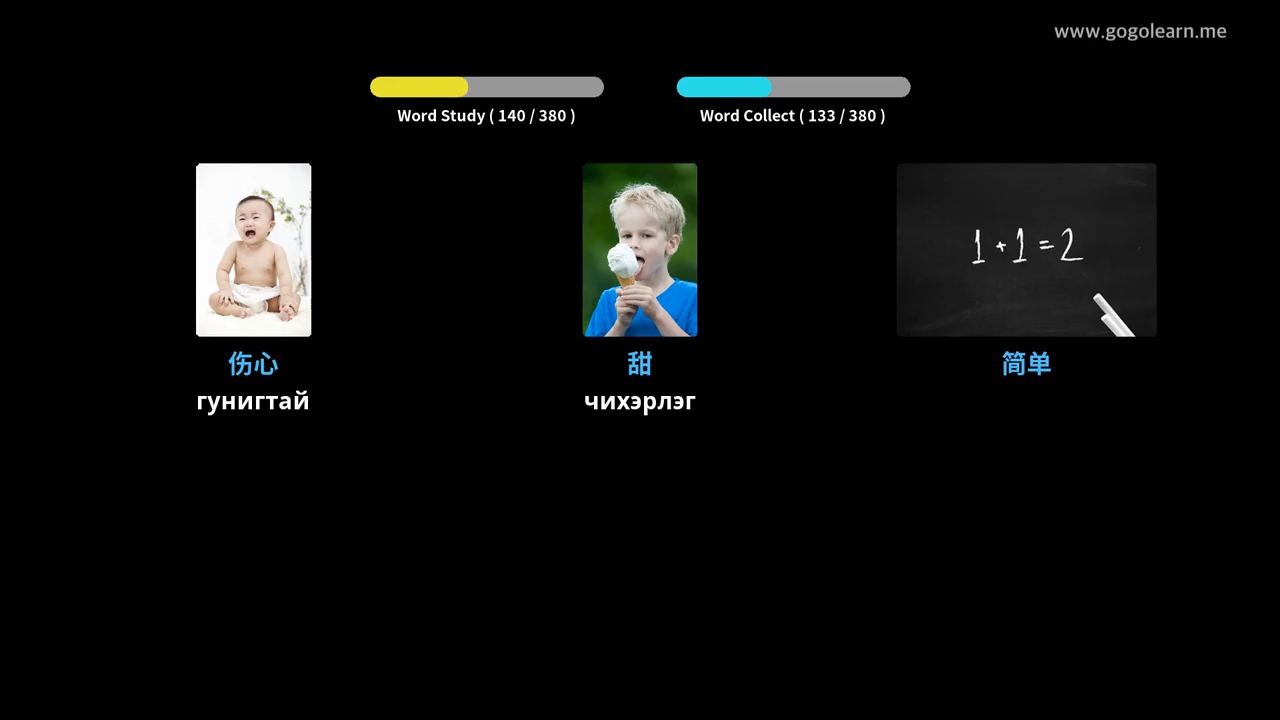 www.gogolearn.me
Word Study ( 140 / 380 )
Word Collect ( 133 / 380 )
1 + 1 = 2
伤心
甜
简单
гунигтай
чихэрлэг